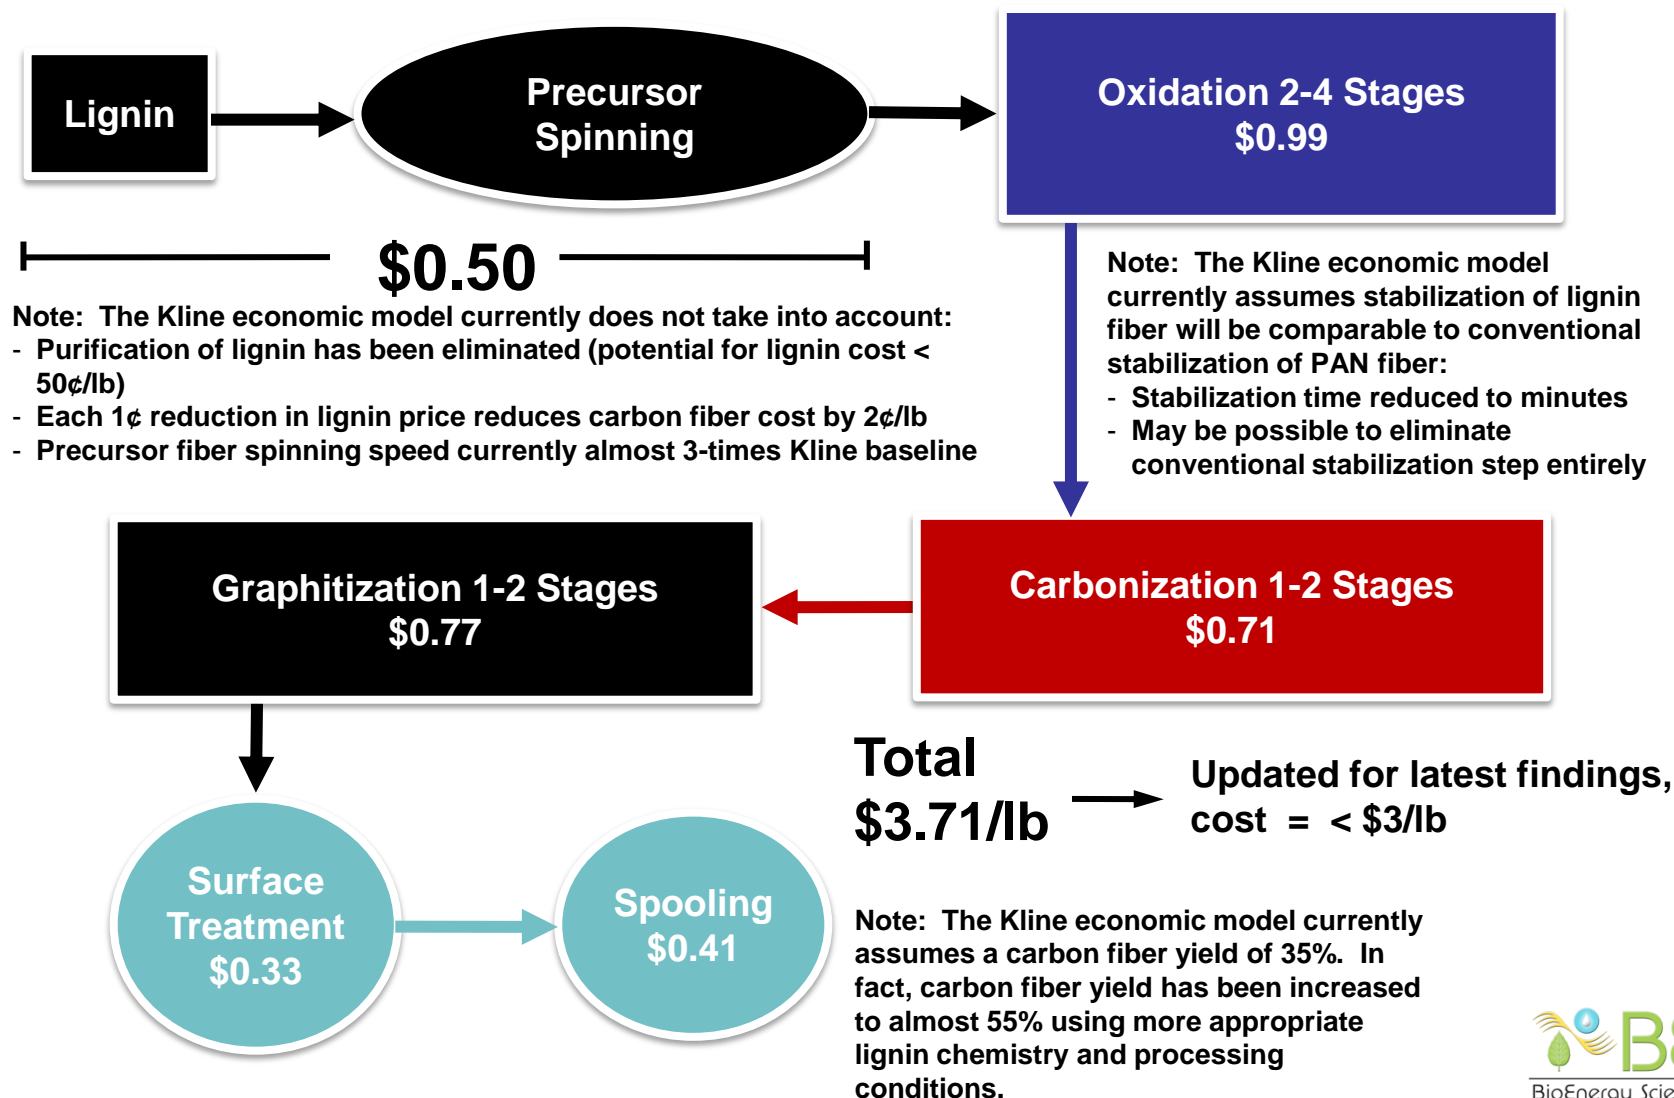 Lignin
Precursor
Spinning
Oxidation 2-4 Stages
$0.99
$0.50
Note:  The Kline economic model currently does not take into account:
- Purification of lignin has been eliminated (potential for lignin cost <
50¢/lb)
- Each 1¢ reduction in lignin price reduces carbon fiber cost by 2¢/lb
- Precursor fiber spinning speed currently almost 3-times Kline baseline
Note:  The Kline economic model
currently assumes stabilization of lignin
fiber will be comparable to conventional
stabilization of PAN fiber:
- Stabilization time reduced to minutes
- May be possible to eliminate
conventional stabilization step entirely
Graphitization 1-2 Stages
$0.77
Carbonization 1-2 Stages
$0.71
Total
$3.71/lb
Updated for latest findings,
cost  =  < $3/lb
Surface
Treatment
$0.33
Spooling
$0.41
Note:  The Kline economic model currently
assumes a carbon fiber yield of 35%.  In
fact, carbon fiber yield has been increased
to almost 55% using more appropriate
lignin chemistry and processing
conditions.
BioEnergy